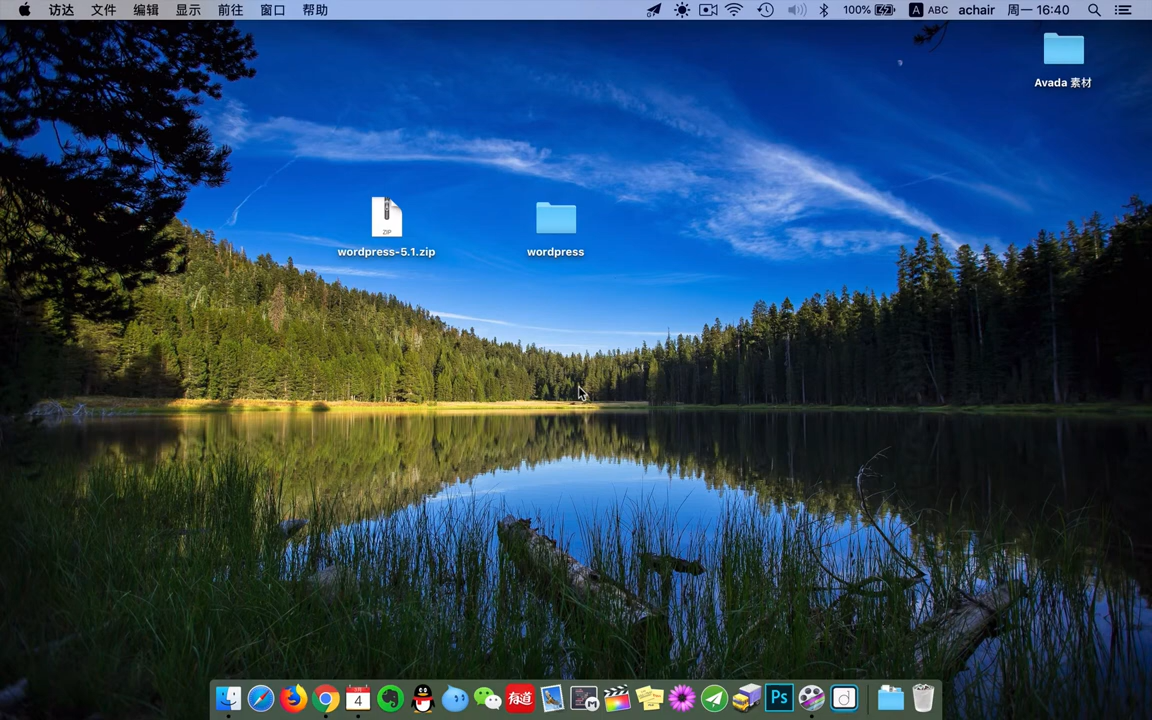 访达 文件 编辑 显示 前往 窗口 帮助 100% A ABC achair 周一 16:40
Avada 素材
ZIP
wordpress-5.1.zip
wordpress
4
有道
Ps
d